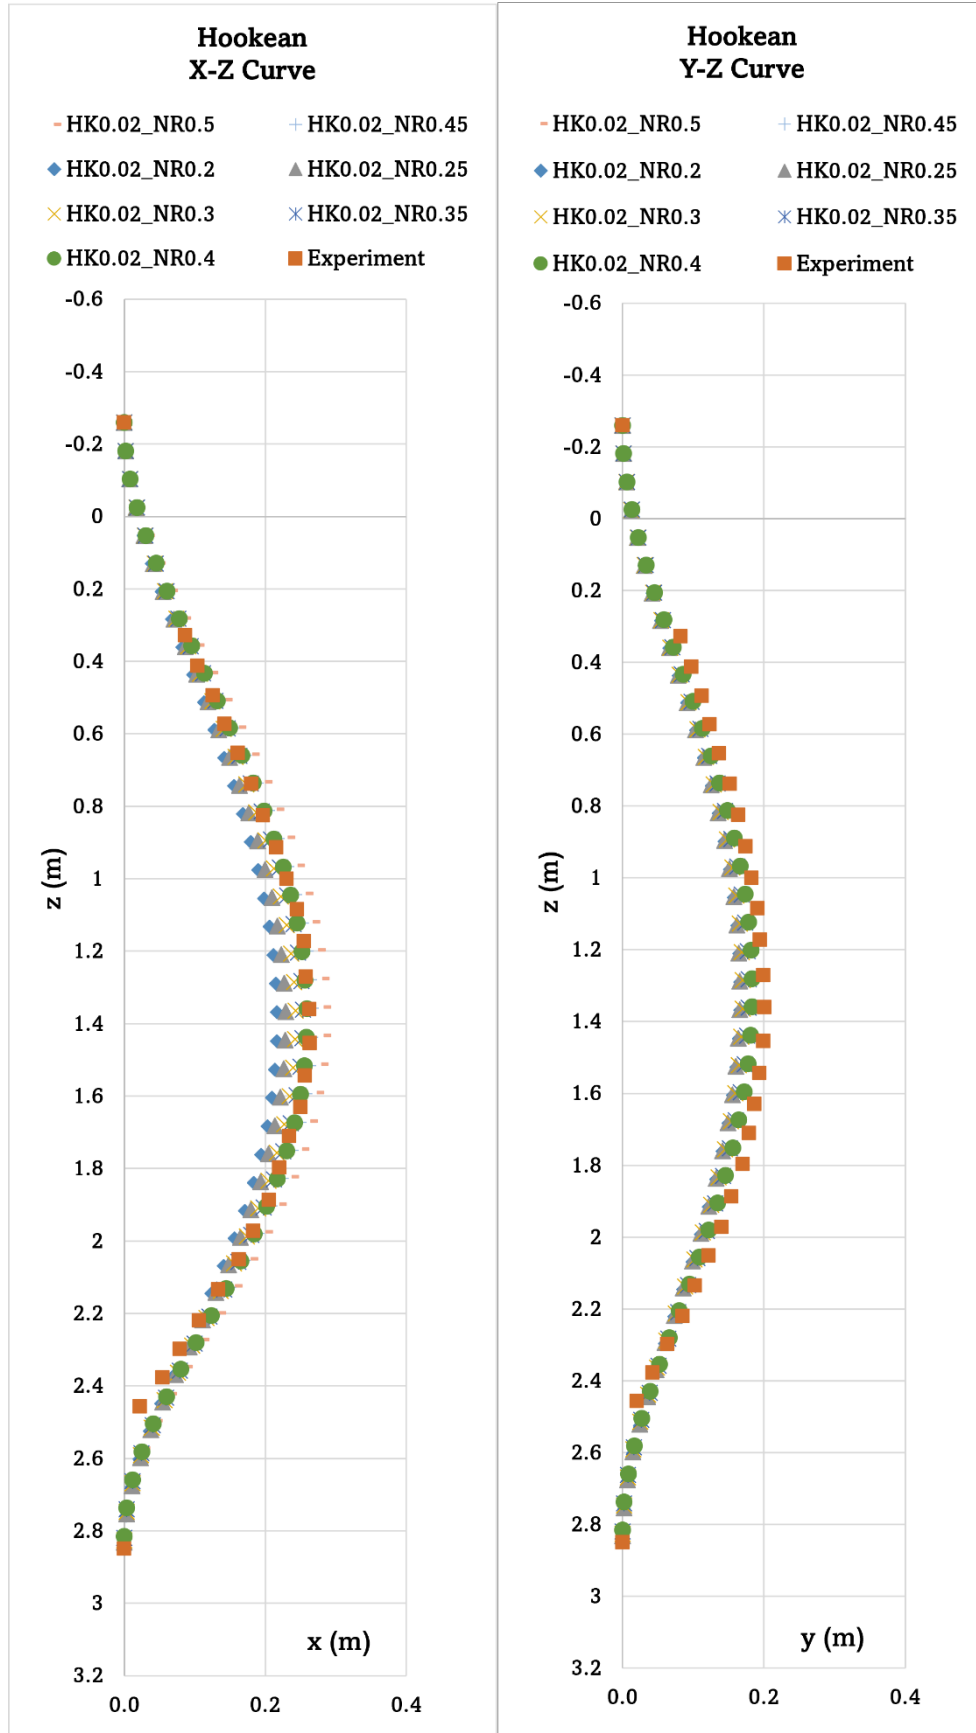 Hookean
X-Z Curve
HK0.02_NR0.5 HK0.02_NR0.45
HK0.02_NR0.2 HK0.02_NR0.25
HK0.02_NR0.3 HK0.02_NR0.35
HK0.02_NR0.4 Experiment
-0.6
-0.4
-0.2
0
0.2
0.4
0.6
0.8
1
1.2
1.4
1.6
1.8
2
2.2
2.4
2.6
2.8
3
3.2
z (m)
x (m)
0.0 0.2 0.4
Hookean
Y-Z Curve
HK0.02_NR0.5 HK0.02_NR0.45
HK0.02_NR0.2 HK0.02_NR0.25
HK0.02_NR0.3 HK0.02_NR0.35
HK0.02_NR0.4 Experiment
-0.6
-0.4
-0.2
0
0.2
0.4
0.6
0.8
1
1.2
1.4
1.6
1.8
2
2.2
2.4
2.6
2.8
3
3.2
z (m)
y (m)
0.0 0.2 0.4